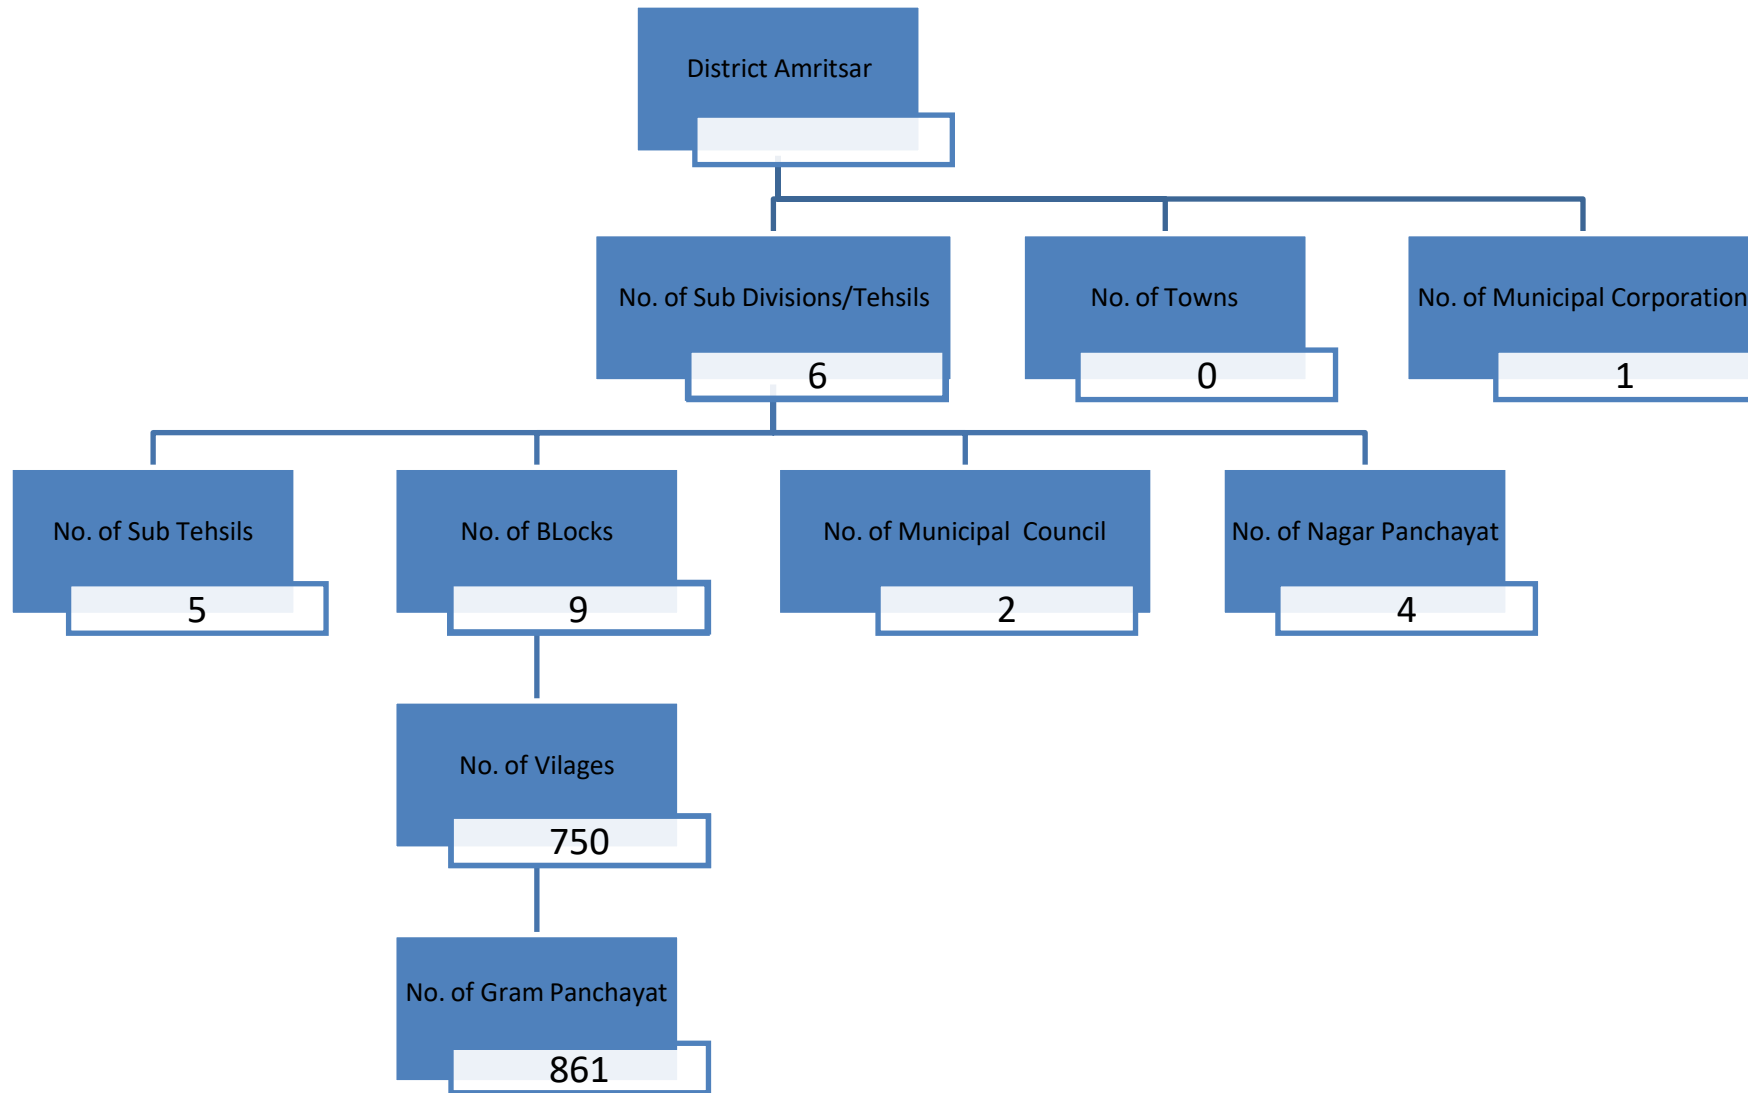 District Amritsar
No. of Sub Divisions/Tehsils
6
No. of Towns
0
No. of Municipal Corporation
1
No. of Sub Tehsils
5
No. of BLocks
9
No. of Municipal  Council
2
No. of Nagar Panchayat
4
No. of Vilages
750
No. of Gram Panchayat
861